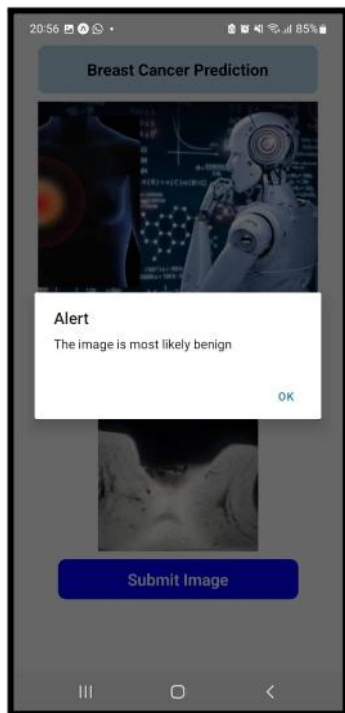 20:56
85%
Breast Cancer Prediction
Alert
The image is most likely benign
OK
Submit Image